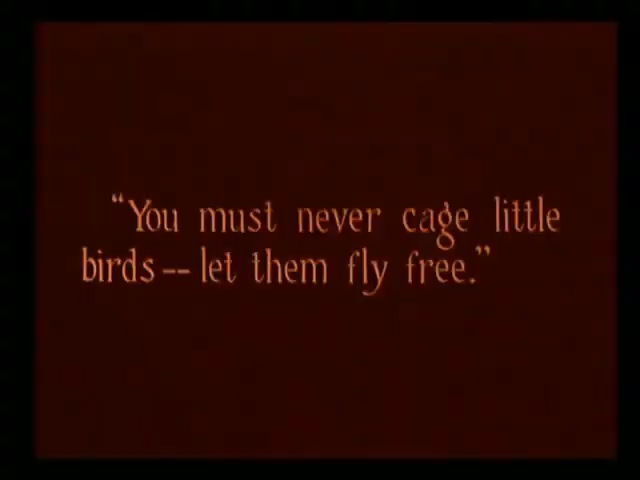 “You must never cage little
birds -- let them fly free.”